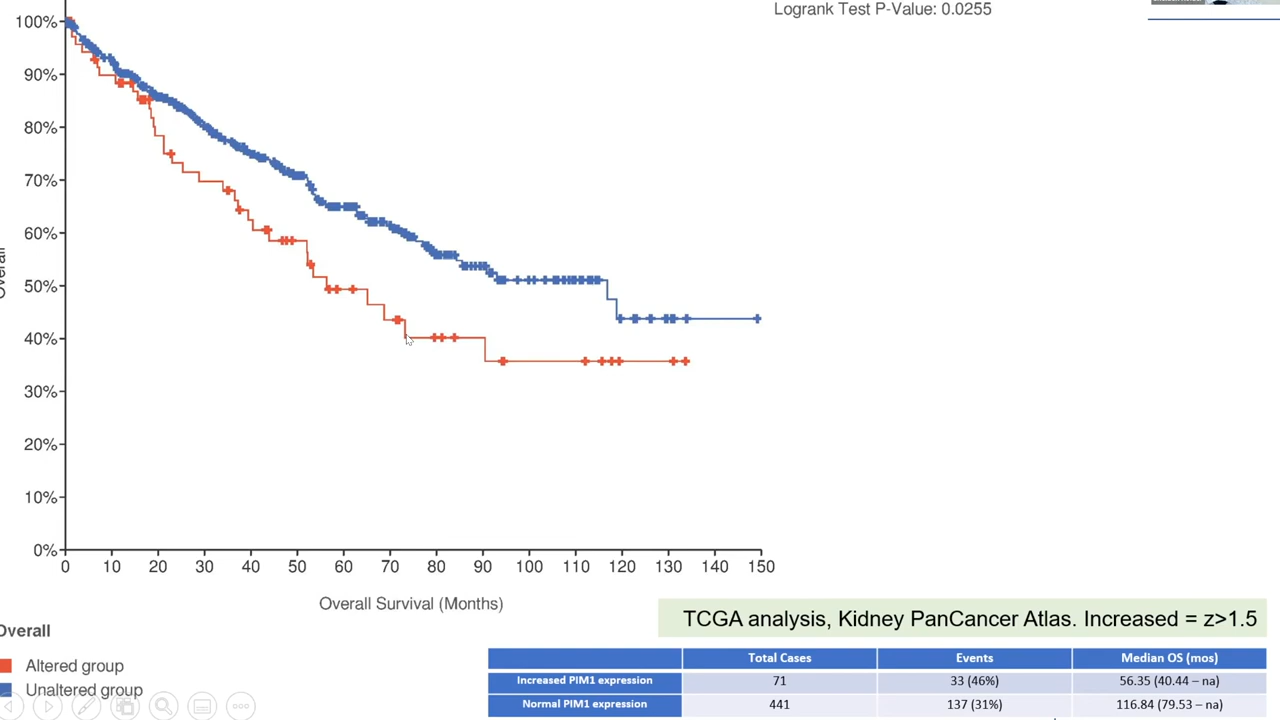 Logrank Test P-Value: 0.0255
100%
90%
80%
70%
60%
50%
40%
30%
20%
10%
0%
Overall
0 10 20 30 40 50 60 70 80 90 100 110 120 130 140 150
Overall Survival (Months)
Overall
Altered group
Unaltered group
TCGA analysis, Kidney PanCancer Atlas. Increased = z>1.5
Total Cases Events Median OS (mos)
Increased PIM1 expression 71 33 (46%) 56.35 (40.44 – na)
Normal PIM1 expression 441 137 (31%) 116.84 (79.53 – na)